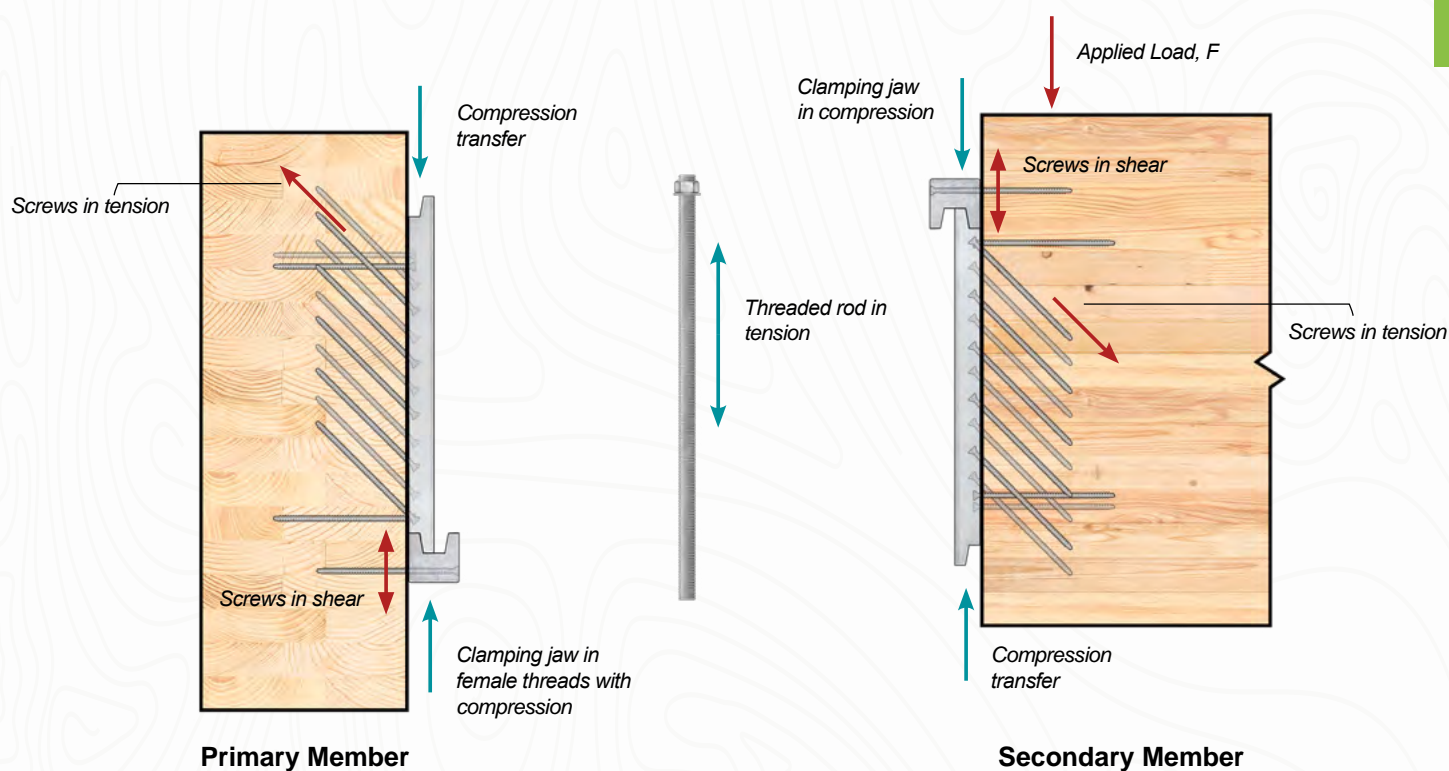 Compression
transfer
Screws in tension
Screws in shear
Clamping jaw in
female threads with
compression
Primary Member
Threaded rod in
tension
Applied Load, F
Clamping jaw
in compression
Screws in shear
Screws in tension
Compression
transfer
Secondary Member